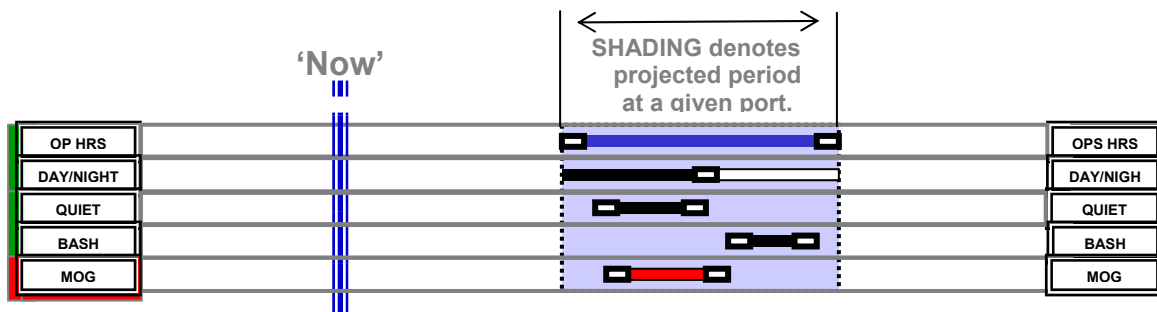 'Now'
SHADING denotes
projected period
at a given port.
OP HRS
OPS HRS
DAY/NIGHT
DAY/NIGH
QUIET
QUIET
BASH
BASH
MOG
MOG